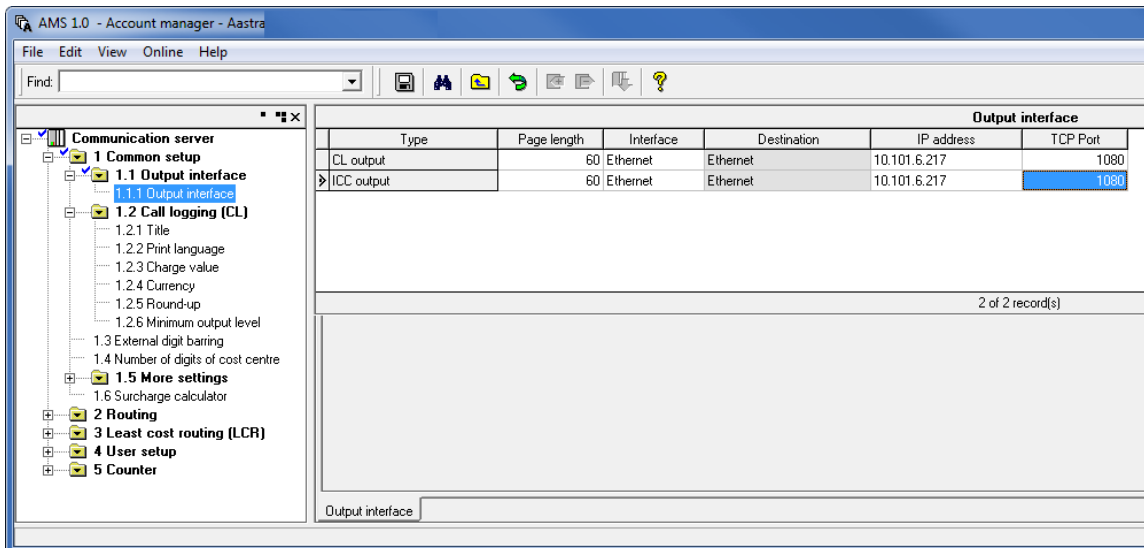 AMS 1.0 - Account manager - Aastra
File Edit View Online Help
Find:
Communication server
1 Common setup
1.1 Output interface
1.1.1 Output interface
1.2 Call logging (CL)
1.2.1 Title
1.2.2 Print language
1.2.3 Charge value
1.2.4 Currency
1.2.5 Round-up
1.2.6 Minimum output level
1.3 External digit barring
1.4 Number of digits of cost centre
1.5 More settings
1.6 Surcharge calculator
2 Routing
3 Least cost routing (LCR)
4 User setup
5 Counter
Output interface
Type Page length Interface Destination IP address TCP Port
CL output 60 Ethernet Ethernet 10.101.6.217 1080
ICC output 60 Ethernet Ethernet 10.101.6.217 1080
2 of 2 record(s)
Output interface